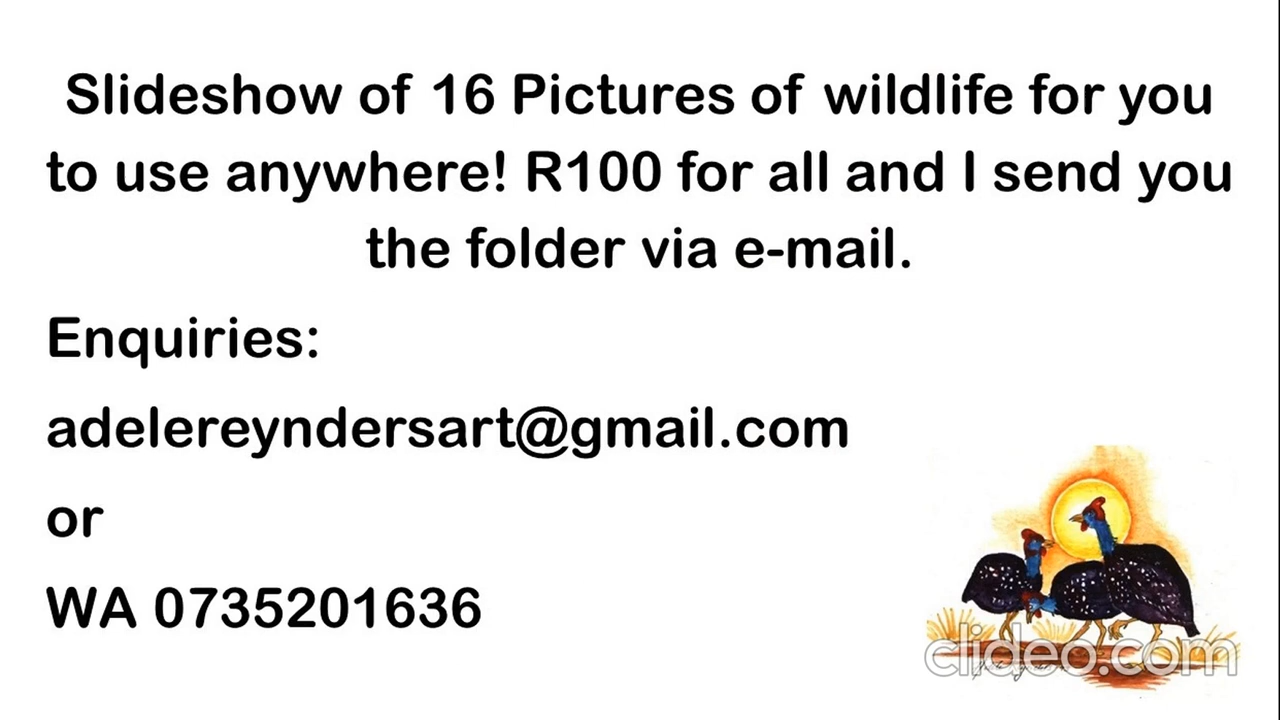 Slideshow of 16 Pictures of wildlife for you
to use anywhere! R100 for all and I send you
the folder via e-mail.
Enquiries:
adelereyndersart@gmail.com
or
WA 0735201636
clideo.com